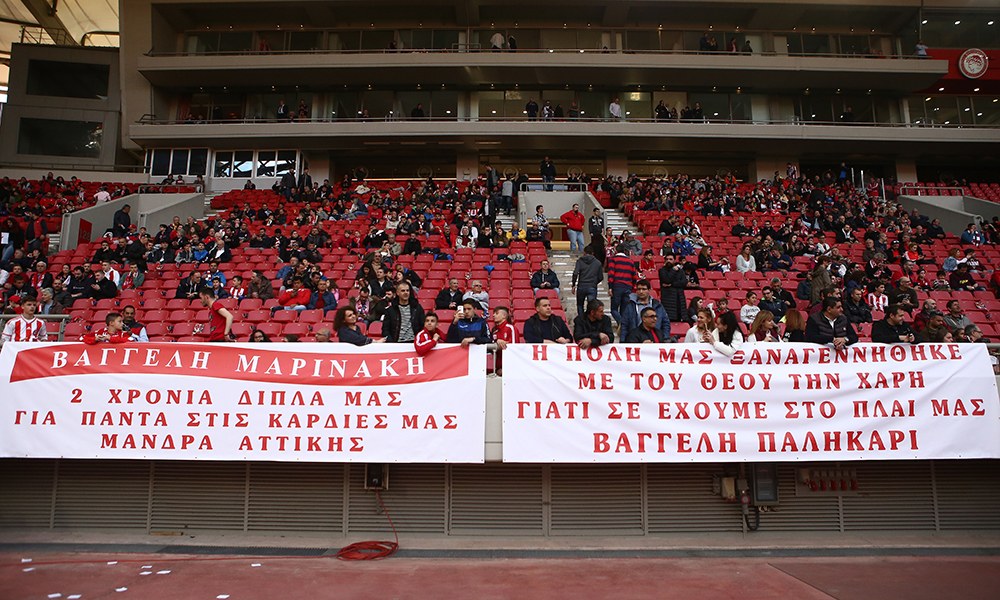 ΒΑΓΓΕΛΗ ΜΑΡΙΝΑΚΗ
2 ΧΡΟΝΙΑ ΔΙΠΛΑ ΜΑΣ
ΓΙΑ ΠΑΝΤΑ ΣΤΙΣ ΚΑΡΔΙΕΣ ΜΑΣ
ΜΑΝΔΡΑ ΑΤΤΙΚΗΣ
Η ΠΟΛΗ ΜΑΣ ΞΑΝΑΓΕΝΝΗΘΗΚΕ
ΜΕ ΤΟΥ ΘΕΟΥ ΤΗΝ ΧΑΡΗ
ΓΙΑΤΙ ΣΕ ΕΧΟΥΜΕ ΣΤΟ ΠΛΑΙ ΜΑΣ
ΒΑΓΓΕΛΗ ΠΑΛΗΚΑΡΙ